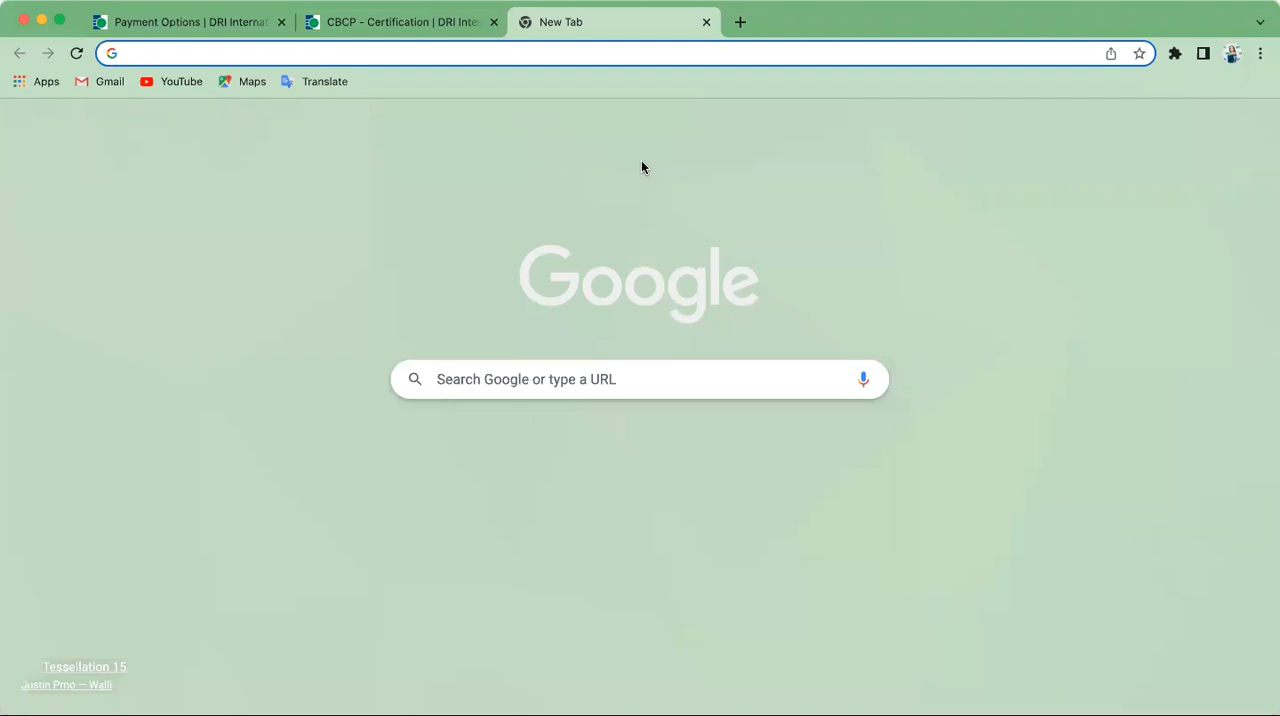 Payment Options | DRI Internat
CBCP - Certification | DRI Inte
New Tab
Apps
Gmail
YouTube
Maps
Translate
Google
Search Google or type a URL
Tessellation 15
Justin Prno — Walli